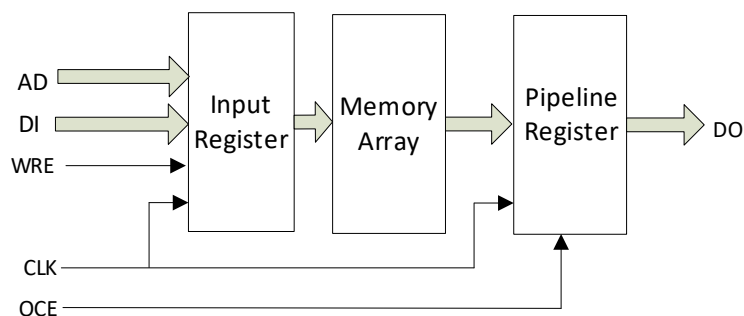 AD
DI
WRE
CLK
OCE
Input
Register
Memory
Array
Pipeline
Register
DO